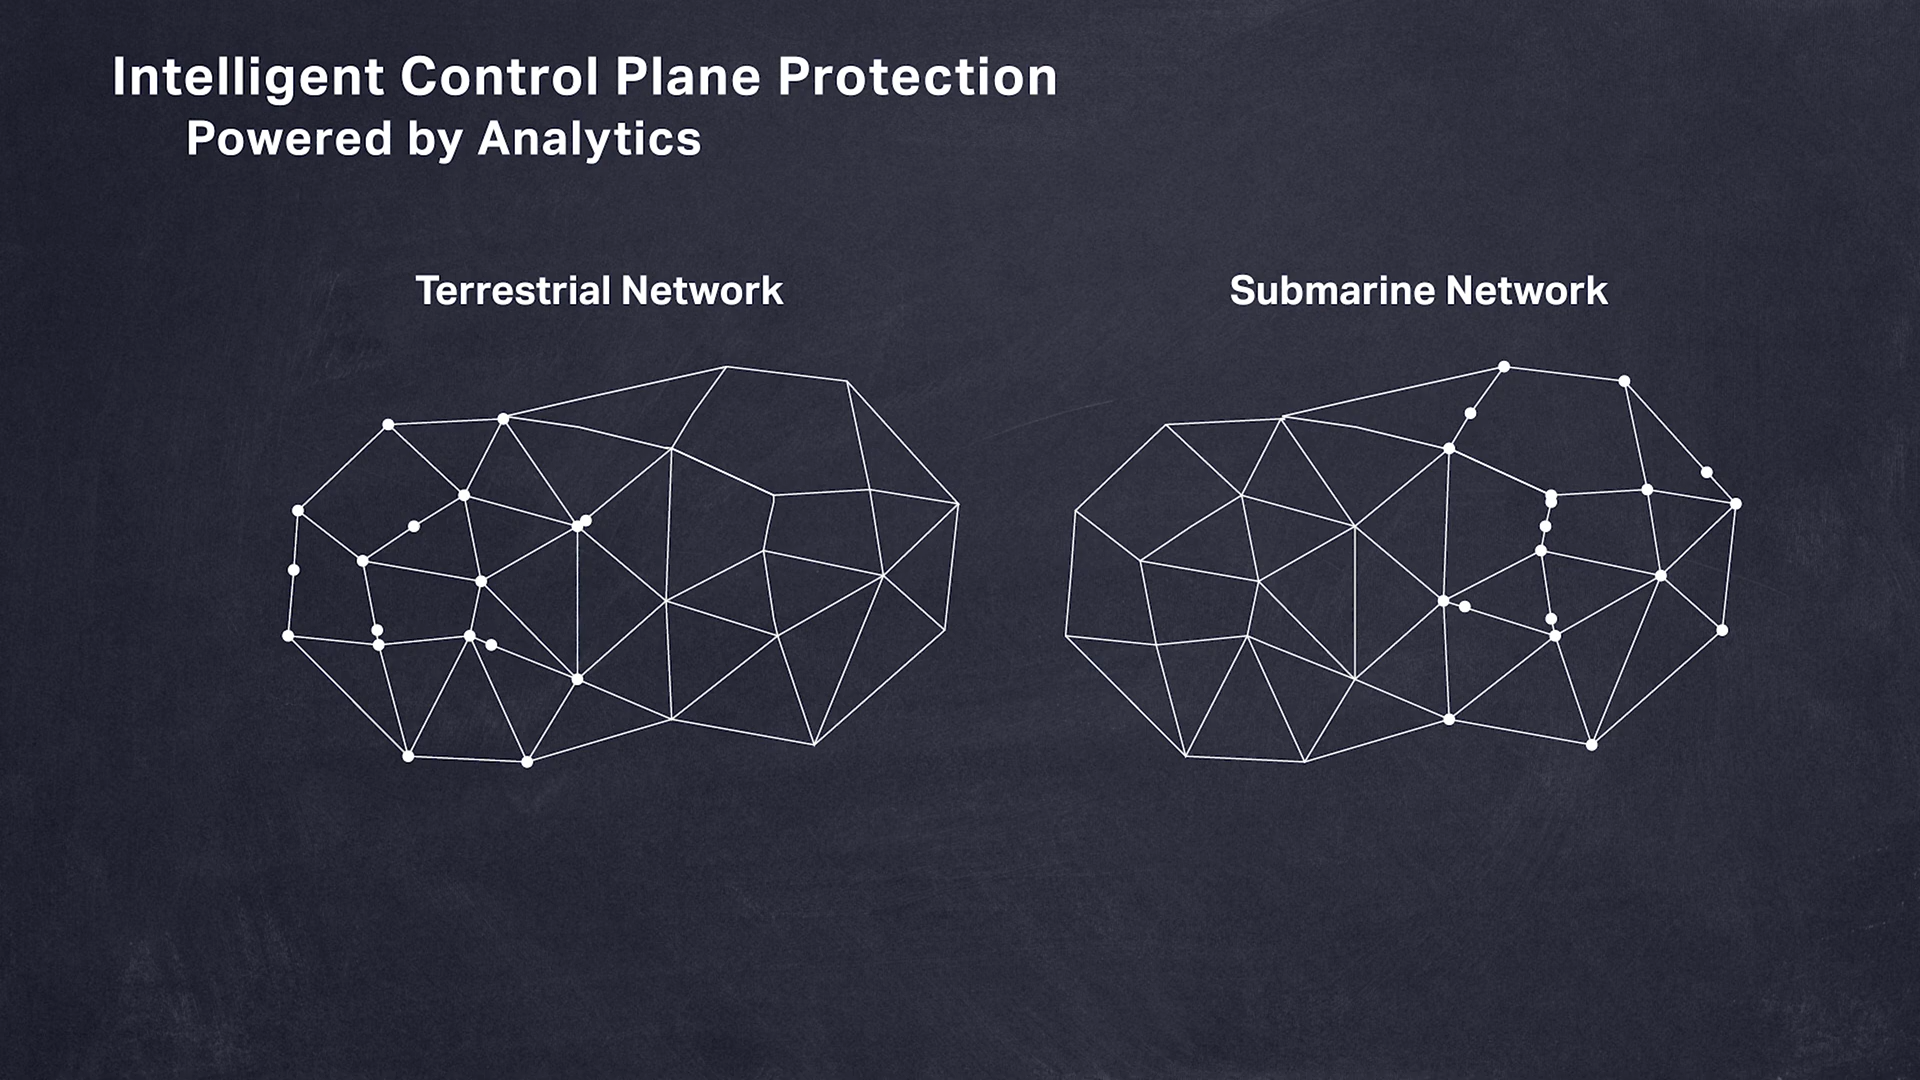 Intelligent Control Plane Protection
Powered by Analytics
Terrestrial Network
Submarine Network